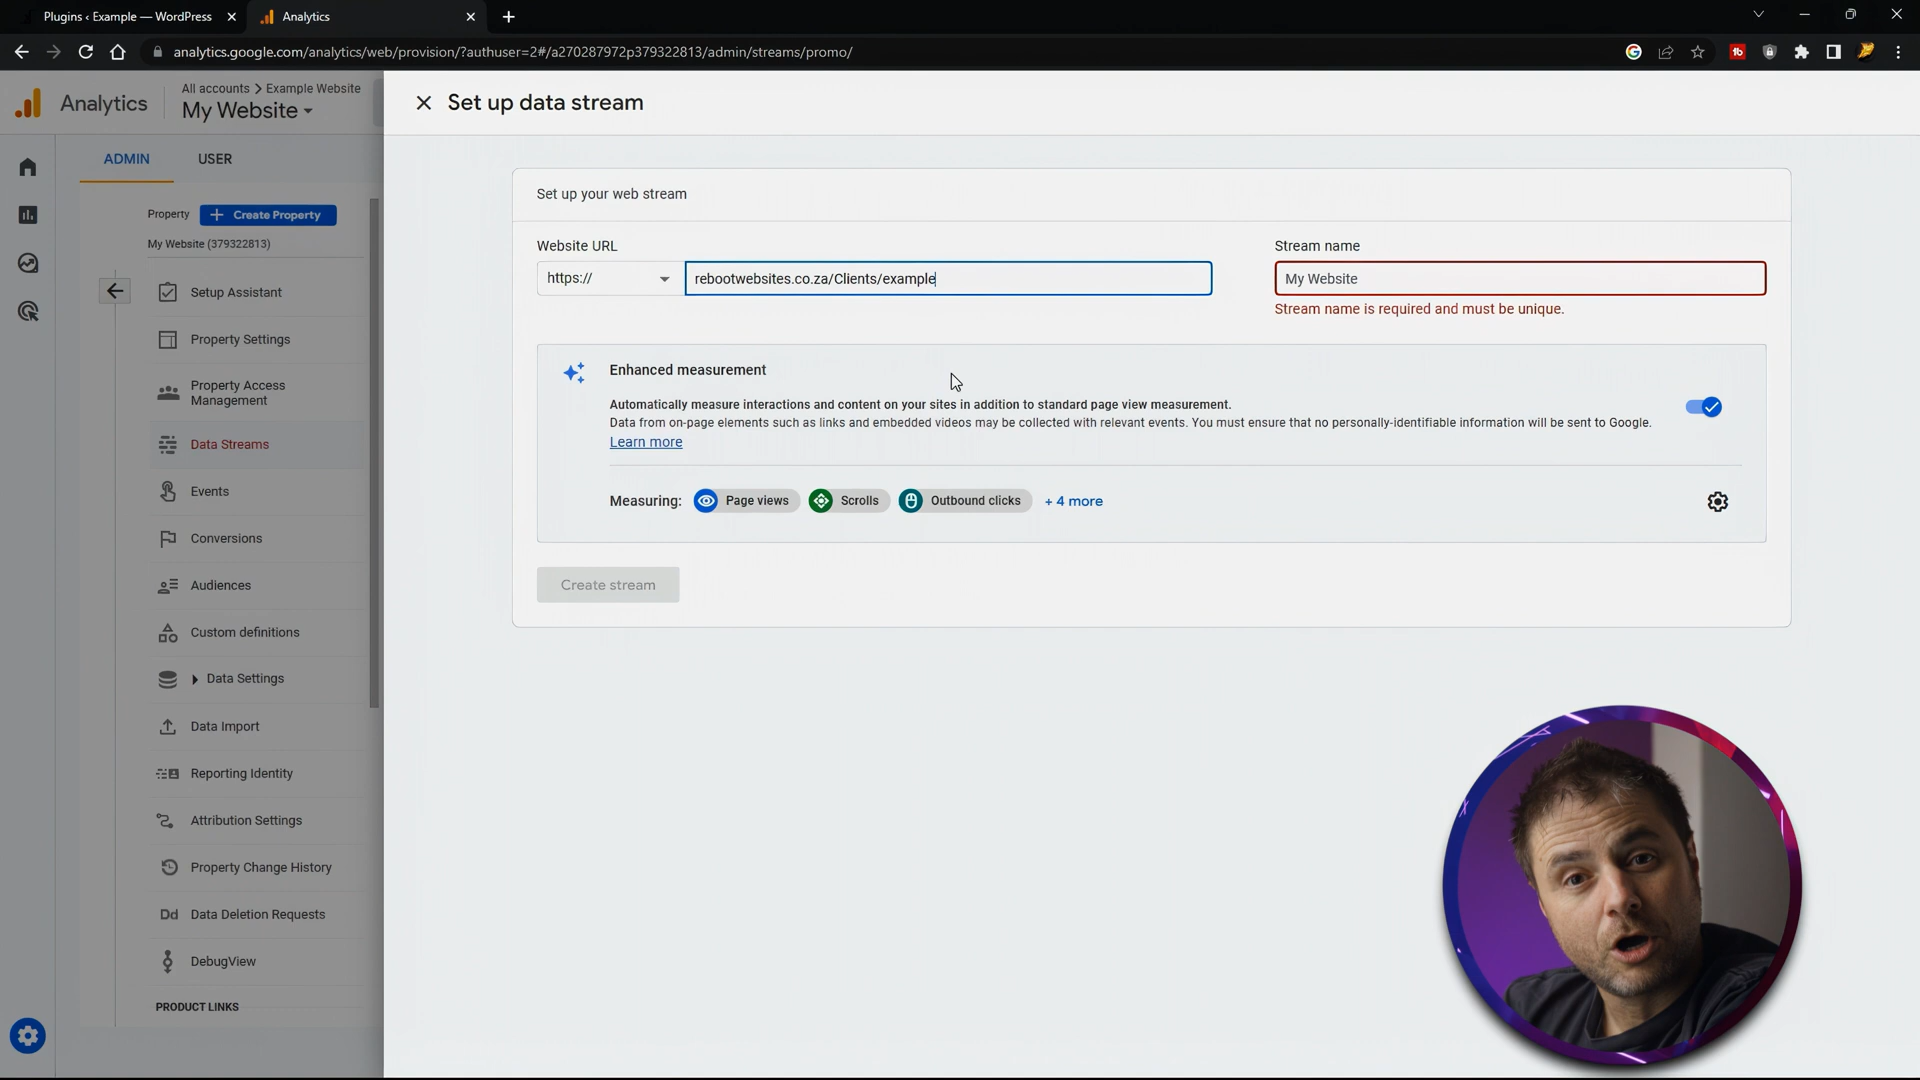 Plugins ‹ Example — WordPress
Analytics
analytics.google.com/analytics/web/provision/?authuser=2#/a270287972p379322813/admin/streams/promo/
Analytics
All accounts > Example Website
My Website
Set up data stream
ADMIN
USER
Property
+ Create Property
My Website (379322813)
Setup Assistant
Property Settings
Property Access
Management
Data Streams
Events
Conversions
Audiences
Custom definitions
Data Settings
Data Import
Reporting Identity
Attribution Settings
Property Change History
Dd Data Deletion Requests
DebugView
PRODUCT LINKS
Set up your web stream
Website URL
Stream name
https://
rebootwebsites.co.za/Clients/example
My Website
Stream name is required and must be unique.
Enhanced measurement
Automatically measure interactions and content on your sites in addition to standard page view measurement.
Data from on-page elements such as links and embedded videos may be collected with relevant events. You must ensure that no personally-identifiable information will be sent to Google.
Learn more
Measuring: Page views Scrolls Outbound clicks + 4 more
Create stream